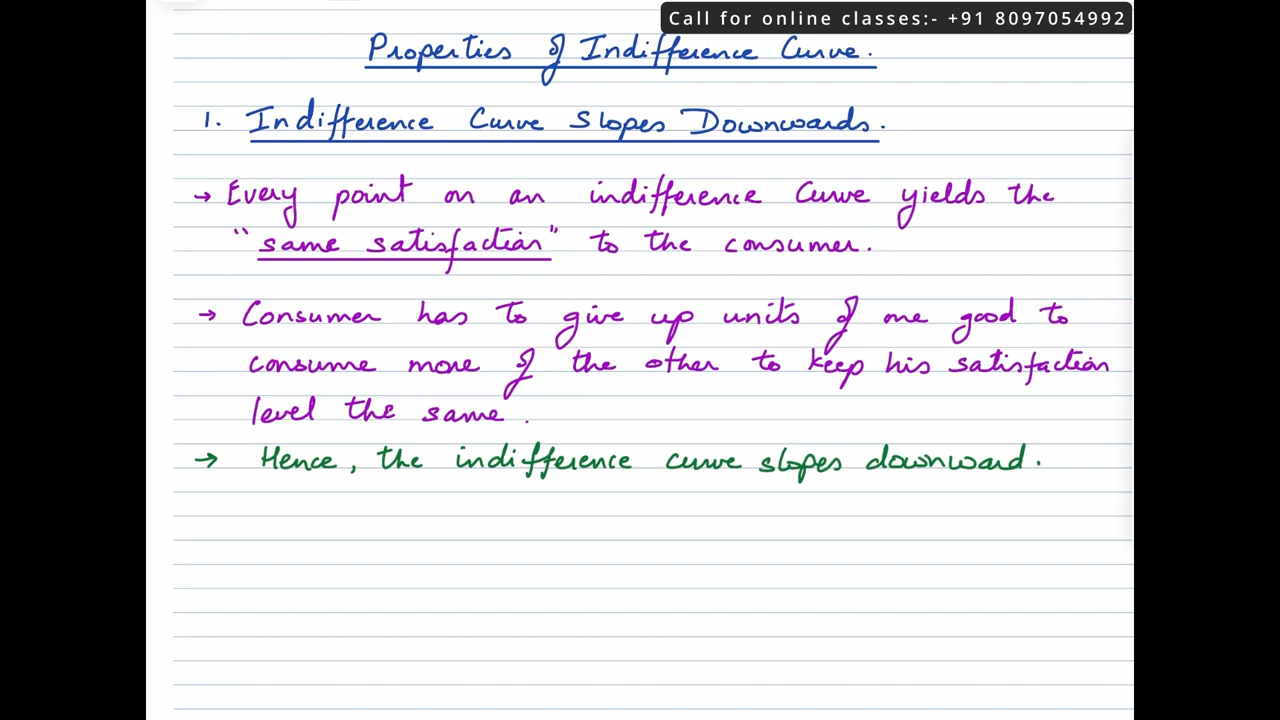 Call for online classes:- +91 8097054992
Properties of Indifference Curve.
1. Indifference Curve Slopes Downwards.
→ Every point on an indifference Curve yields the
"same satisfaction" to the consumer.
→ Consumer has to give up units of one good to
consume more of the other to keep his satisfaction
level the same.
→ Hence, the indifference curve slopes downward.